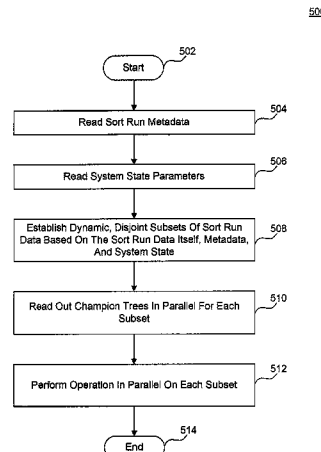 500
502
Start
504
Read Sort Run Metadata
506
Read System State Parameters
508
Establish Dynamic, Disjoint Subsets Of Sort Run
Data Based On The Sort Run Data Itself, Metadata,
And System State
510
Read Out Champion Trees In Parallel For Each
Subset
512
Perform Operation In Parallel On Each Subset
514
End